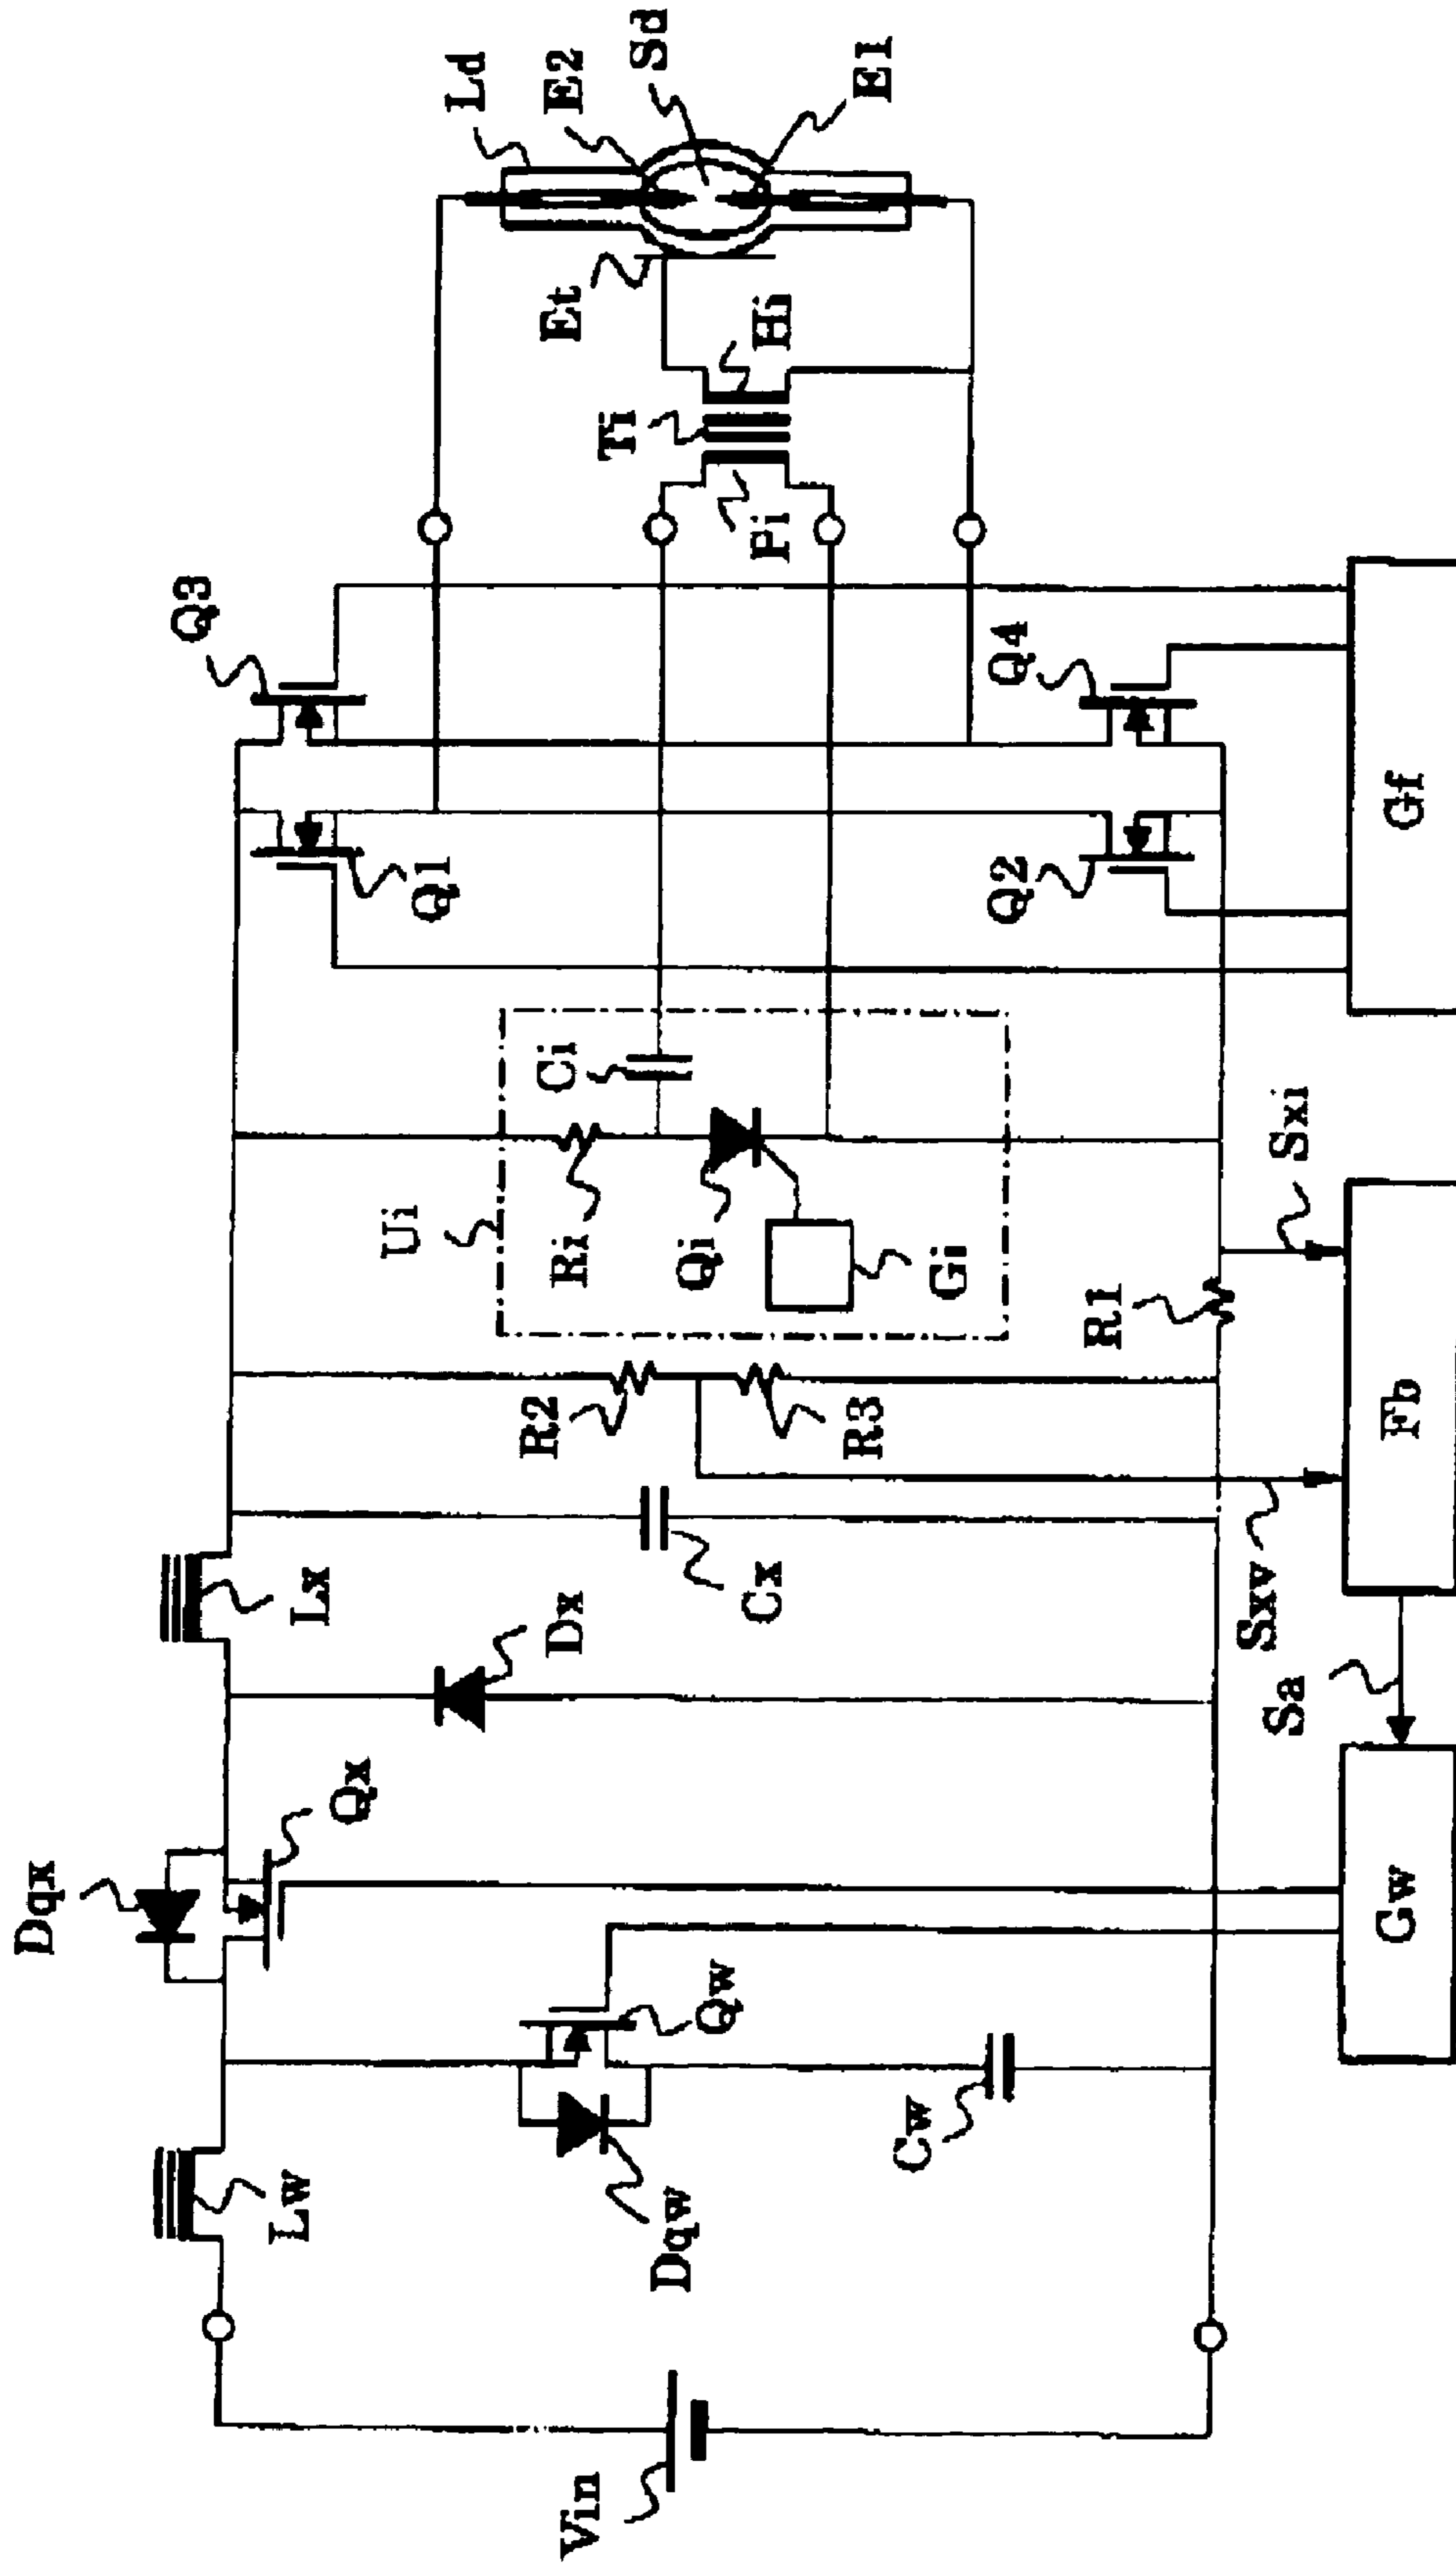 Dqx
Qx
Lw
Lx
Dx
Q3
Q1
Ld
E2
Sd
E1
Et
Ti
Hi
Pi
Ui
Ri
Ci
Qi
Gi
R2
R3
Cx
Vin
Dqw
Qw
Cw
Q2
Q4
R1
Sxi
Sxv
Sa
Gw
Fb
Gf